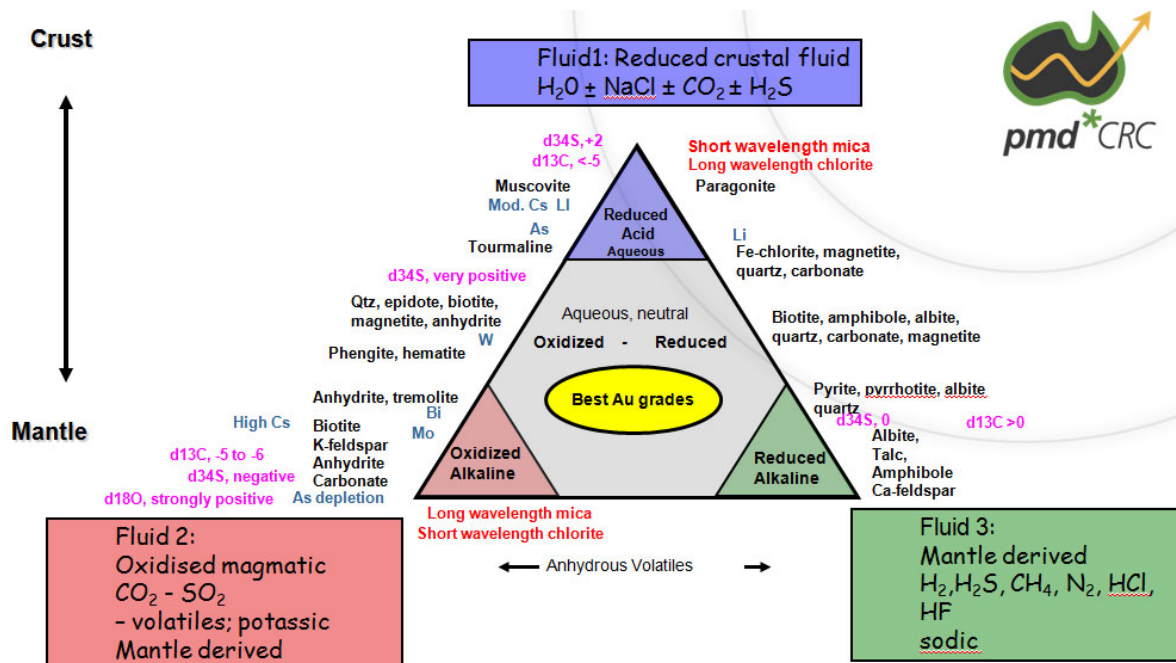 Crust
Fluid1: Reduced crustal fluid
H₂0 ± NaCl ± CO₂ ± H₂S
pmd*CRC
d34S,+2
d13C, <-5
Short wavelength mica
Long wavelength chlorite
Muscovite
Paragonite
Mod. Cs LI
As
Tourmaline
Reduced
Acid
Aqueous
Li
Fe-chlorite, magnetite,
quartz, carbonate
d34S, very positive
Qtz, epidote, biotite,
magnetite, anhydrite
W
Phengite, hematite
Aqueous, neutral
Oxidized - Reduced
Biotite, amphibole, albite,
quartz, carbonate, magnetite
Best Au grades
Mantle
Anhydrite, tremolite
Bi
Mo
High Cs
Biotite
K-feldspar
Anhydrite
Carbonate
d13C, -5 to -6
d34S, negative
d18O, strongly positive
As depletion
Oxidized
Alkaline
Reduced
Alkaline
Pyrite, pyrrhotite, albite
quartz
d34S, 0
d13C >0
Albite,
Talc,
Amphibole
Ca-feldspar
Long wavelength mica
Short wavelength chlorite
Anhydrous Volatiles
Fluid 2:
Oxidised magmatic
CO₂ - SO₂
– volatiles; potassic
Mantle derived
Fluid 3:
Mantle derived
H₂,H₂S, CH₄, N₂, HCl,
HF
sodic